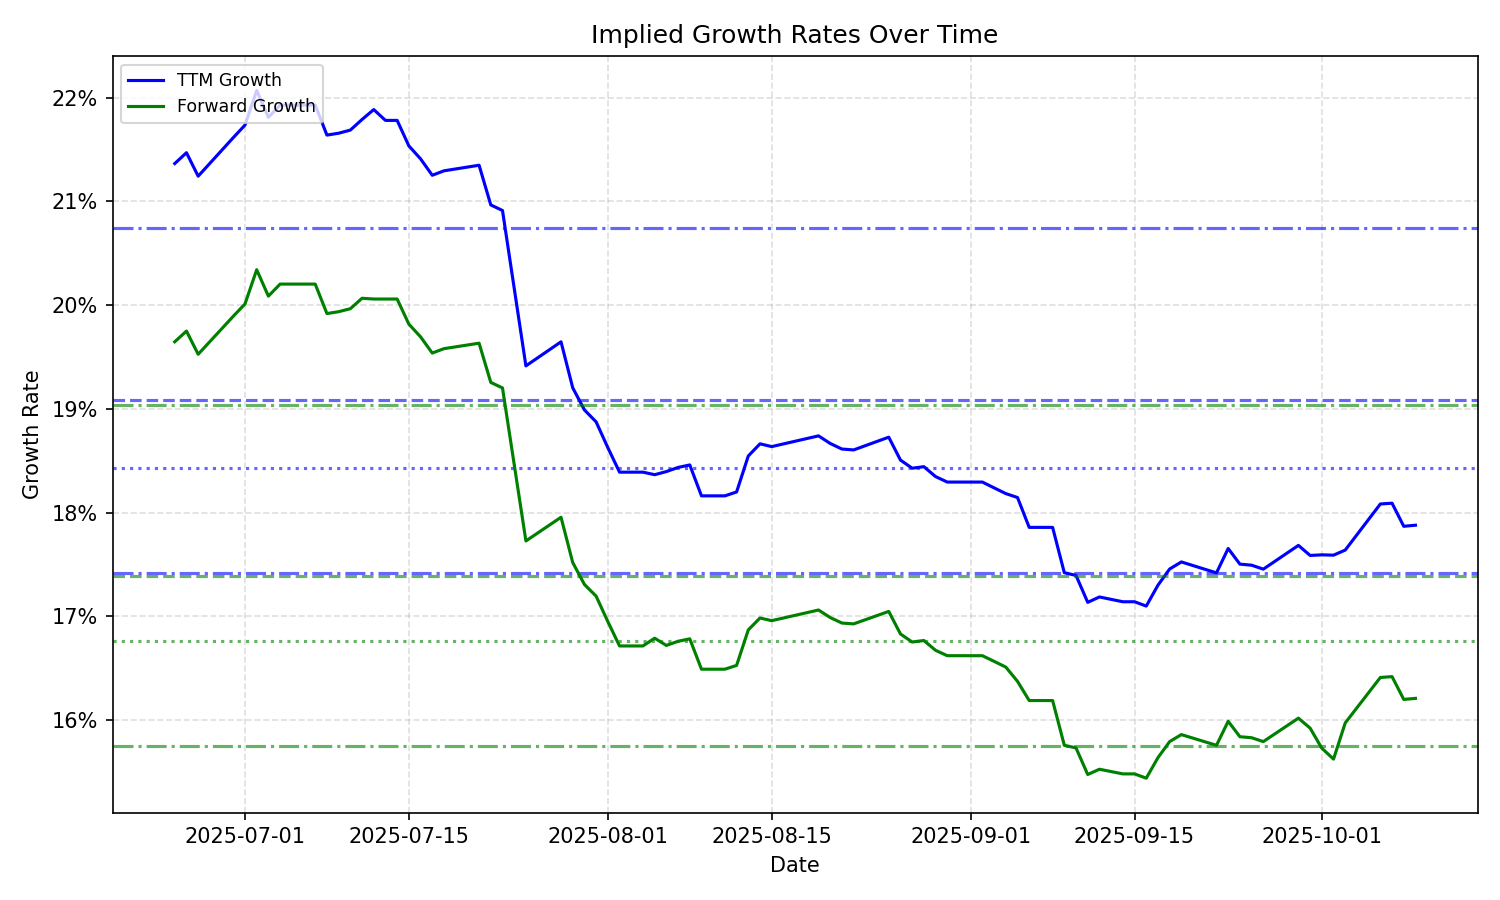 Implied Growth Rates Over Time
TTM Growth
Forward Growth
22%
21%
20%
19%
18%
17%
16%
Growth Rate
2025-07-01
2025-07-15
2025-08-01
2025-08-15
2025-09-01
2025-09-15
2025-10-01
Date